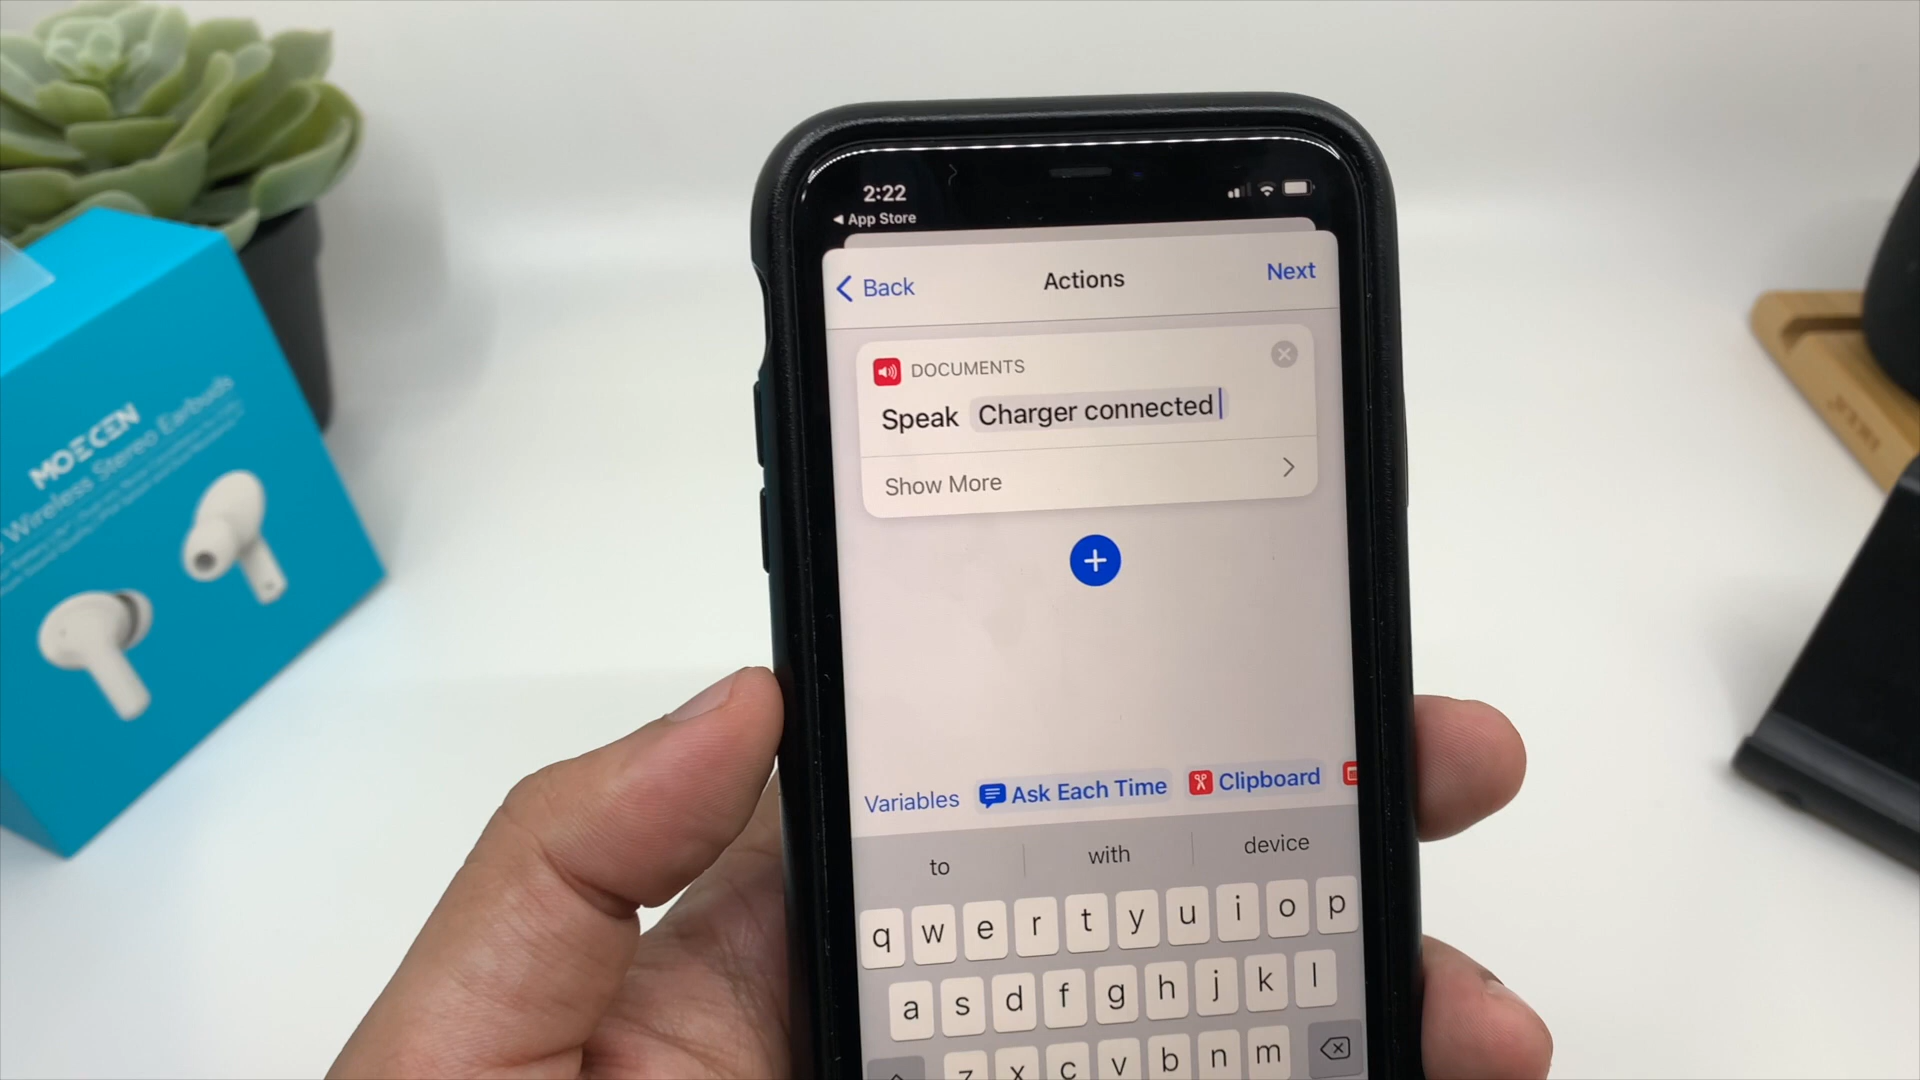 2:22
◀ App Store
Back
Actions
Next
DOCUMENTS
Speak Charger connected
Show More
Variables
Ask Each Time
Clipboard
to
with
device
q w e r t y u i o p
a s d f g h j k l
z x c v b n m
MOECEN
Wireless Stereo Earbuds